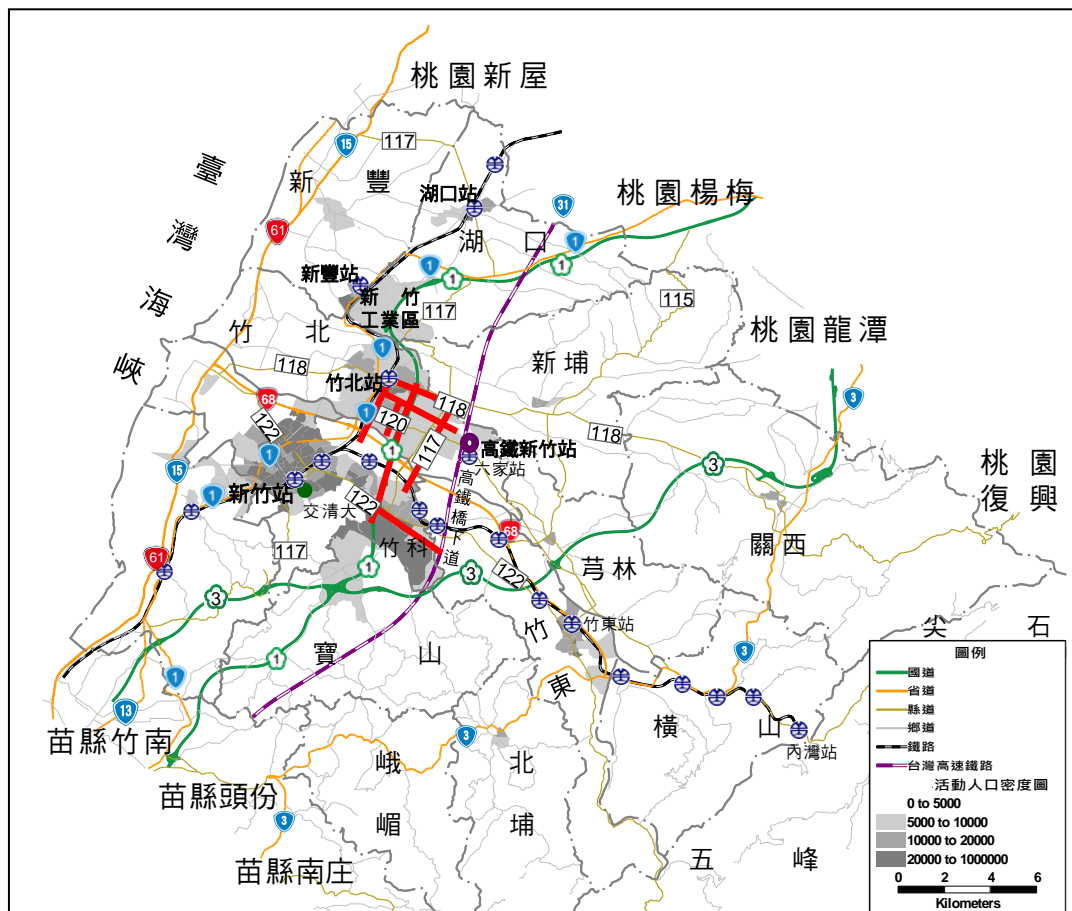 桃園新屋
15
117
臺灣海峽
新豐
湖口站
31
桃園楊梅
61
湖口
1
1
1
1
新豐站
新竹
工業區
117
115
桃園龍潭
竹北
1
新埔
118
竹北站
3
68
118
122
1
120
118
1
117
高鐵新竹站
六家站
3
桃園
復興
15
1
新竹站
1
交清大
122
高鐵橋下道
68
關西
117
竹科
61
3
1
3
122
芎林
竹東站
尖石
1
寶山
竹東
3
1
13
橫山
苗縣竹南
3
內灣站
峨眉
北埔
苗縣頭份
3
苗縣南庄
五峰
圖例
國道
省道
縣道
鄉道
鐵路
台灣高速鐵路
活動人口密度圖
0 to 5000
5000 to 10000
10000 to 20000
20000 to 1000000
0 2 4 6
Kilometers